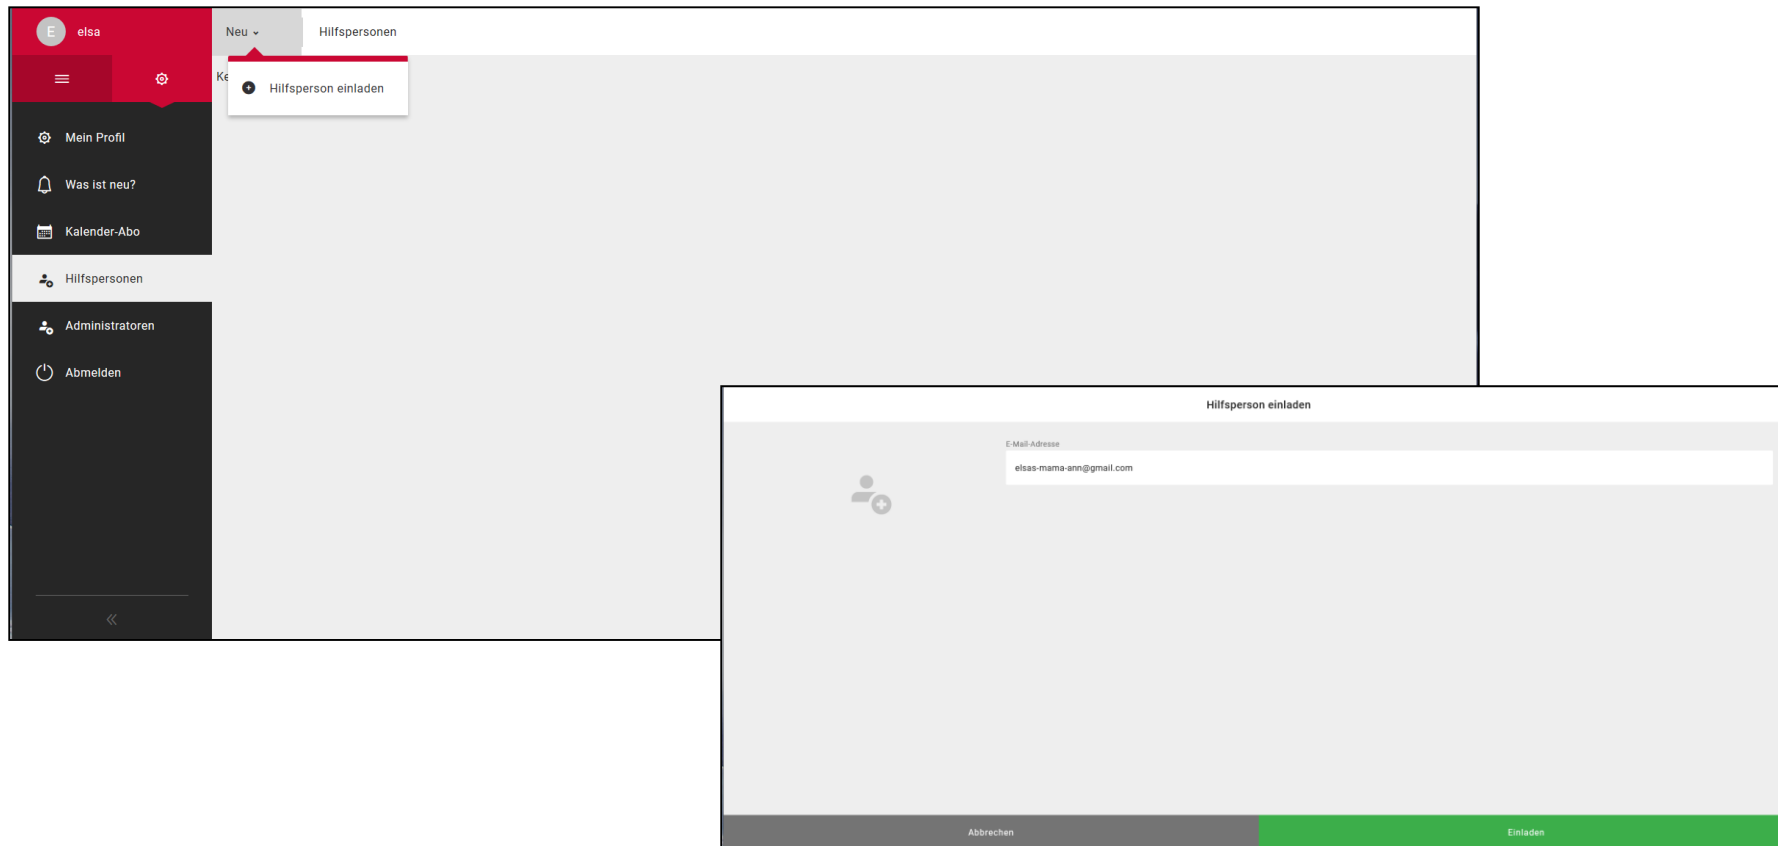 E elsa
Neu
Hilfspersonen
Hilfsperson einladen
Mein Profil
Was ist neu?
Kalender-Abo
Hilfspersonen
Administratoren
Abmelden
Hilfsperson einladen
E-Mail-Adresse
elsas-mama-ann@gmail.com
Abbrechen
Einladen